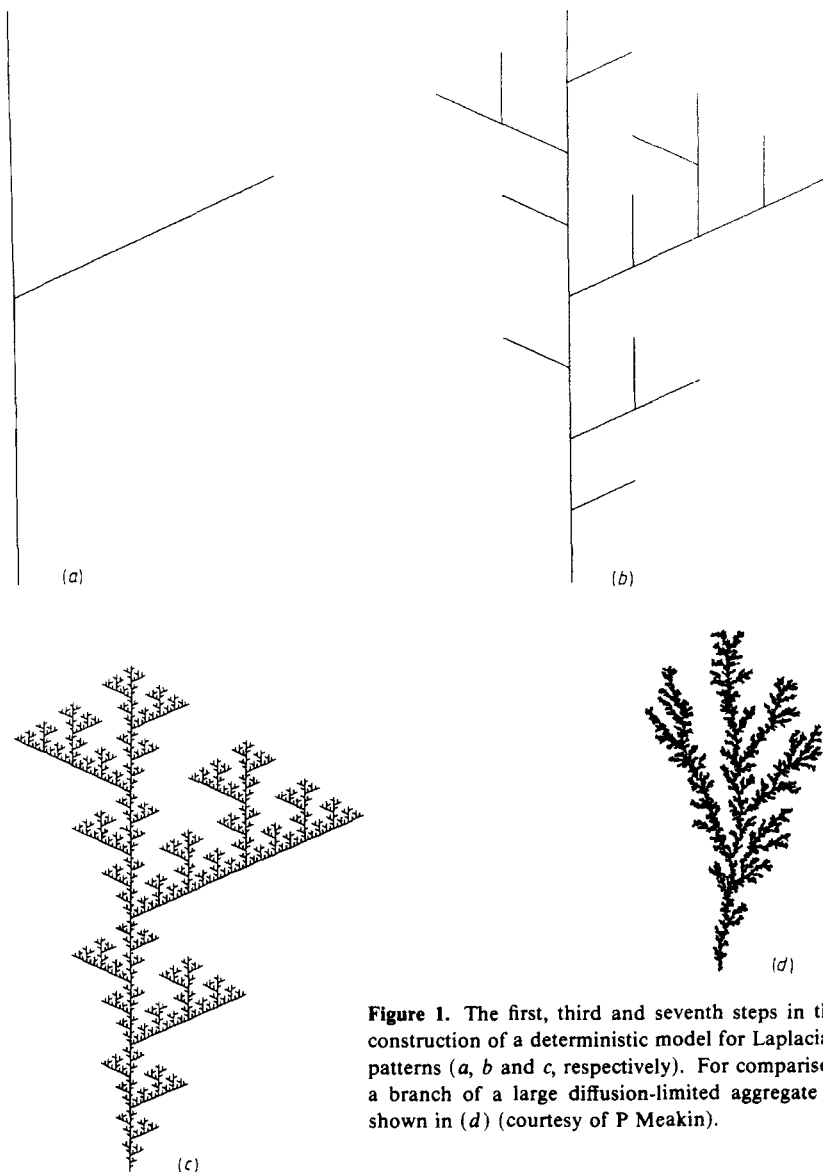 (a)
(b)
(c)
(d)
Figure 1. The first, third and seventh steps in th
construction of a deterministic model for Laplacia
patterns (a, b and c, respectively). For comparise
a branch of a large diffusion-limited aggregate
shown in (d) (courtesy of P Meakin).